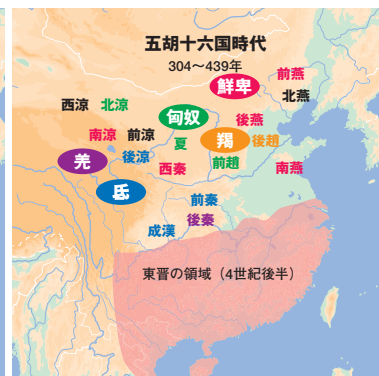 五胡十六国時代
304〜439年
鮮卑
前燕
北燕
西涼
北涼
匈奴
後燕
南涼
前涼
夏
羯
後趙
羌
後涼
西秦
前趙
南燕
氐
前秦
後秦
成漢
東晋の領域（4世紀後半）